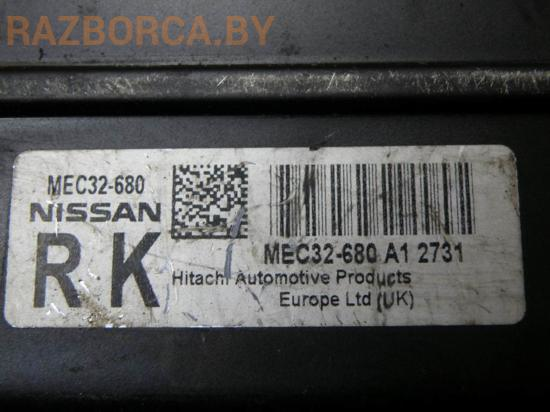 RAZBORCA.BY
MEC32-680
NISSAN
RK
MEC32-680 A1 2731
Hitachi Automotive Products
Europe Ltd (UK)